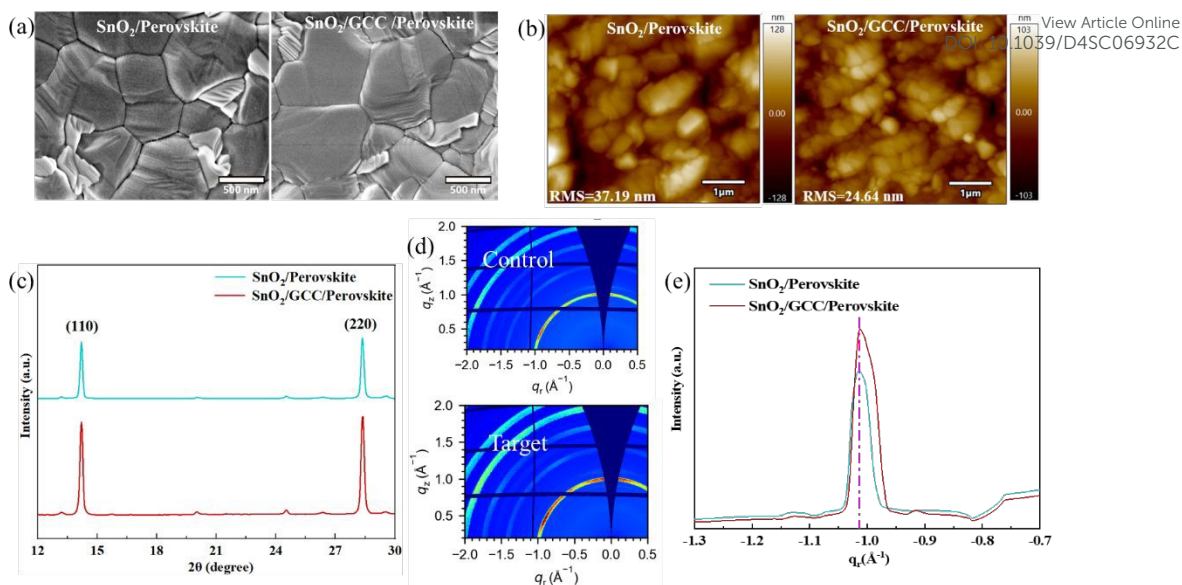 (a)
SnO₂/Perovskite
SnO₂/GCC /Perovskite
500 nm
500 nm
(b)
SnO₂/Perovskite
SnO₂/GCC/Perovskite
nm
128
0.00
-128
nm
103
0.00
-103
RMS=37.19 nm
1μm
RMS=24.64 nm
1μm
View Article Online
DOI: 10.1039/D4SC06932C
(c)
SnO₂/Perovskite
SnO₂/GCC/Perovskite
(110)
(220)
Intensity (a.u.)
12 15 18 21 24 27 30
2θ (degree)
(d)
Control
2.0
1.5
1.0
0.5
qz (Å⁻¹)
−2.0 −1.5 −1.0 −0.5 0.0 0.5
qr (Å⁻¹)
Target
2.0
1.5
1.0
0.5
qz (Å⁻¹)
−2.0 −1.5 −1.0 −0.5 0.0 0.5
qr (Å⁻¹)
(e)
SnO₂/Perovskite
SnO₂/GCC/Perovskite
Intensity (a.u.)
-1.3 -1.2 -1.1 -1.0 -0.9 -0.8 -0.7
qr(Å⁻¹)